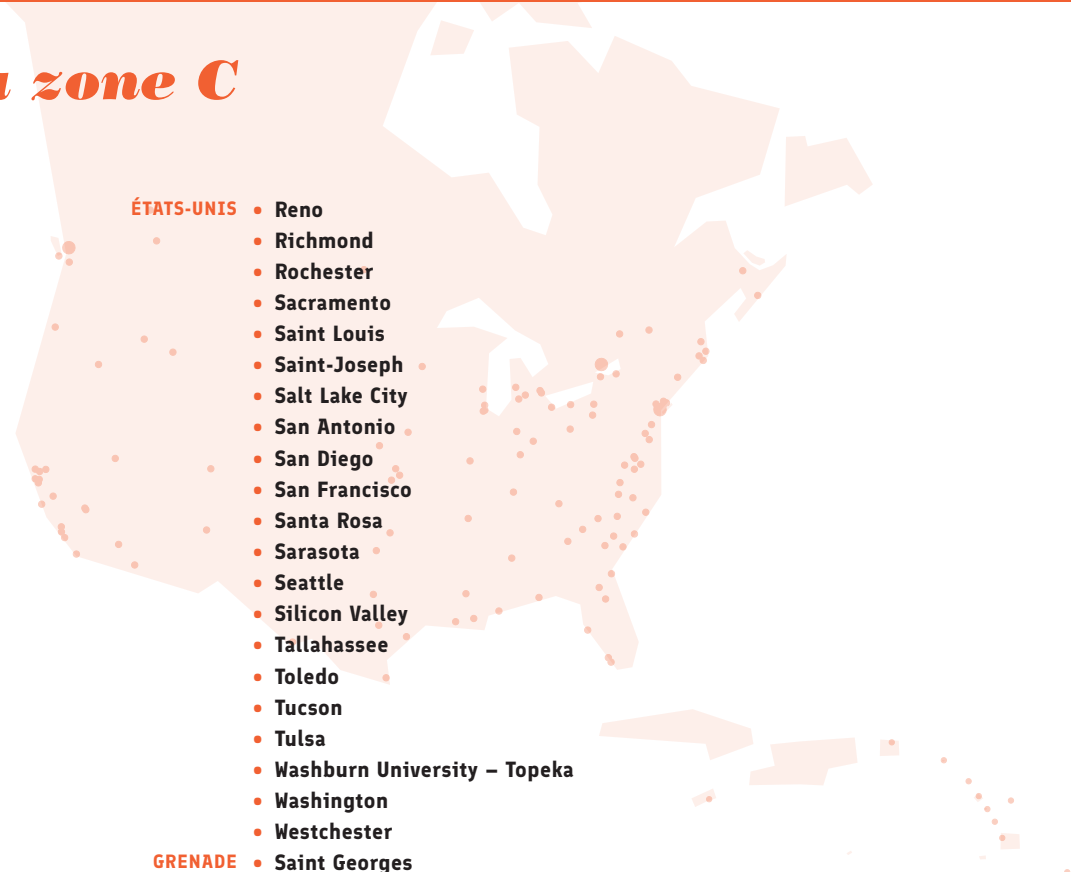 zone C
ÉTATS-UNIS • Reno
• Richmond
• Rochester
• Sacramento
• Saint Louis
• Saint-Joseph
• Salt Lake City
• San Antonio
• San Diego
• San Francisco
• Santa Rosa
• Sarasota
• Seattle
• Silicon Valley
• Tallahassee
• Toledo
• Tucson
• Tulsa
• Washburn University – Topeka
• Washington
• Westchester
GRENADE • Saint Georges